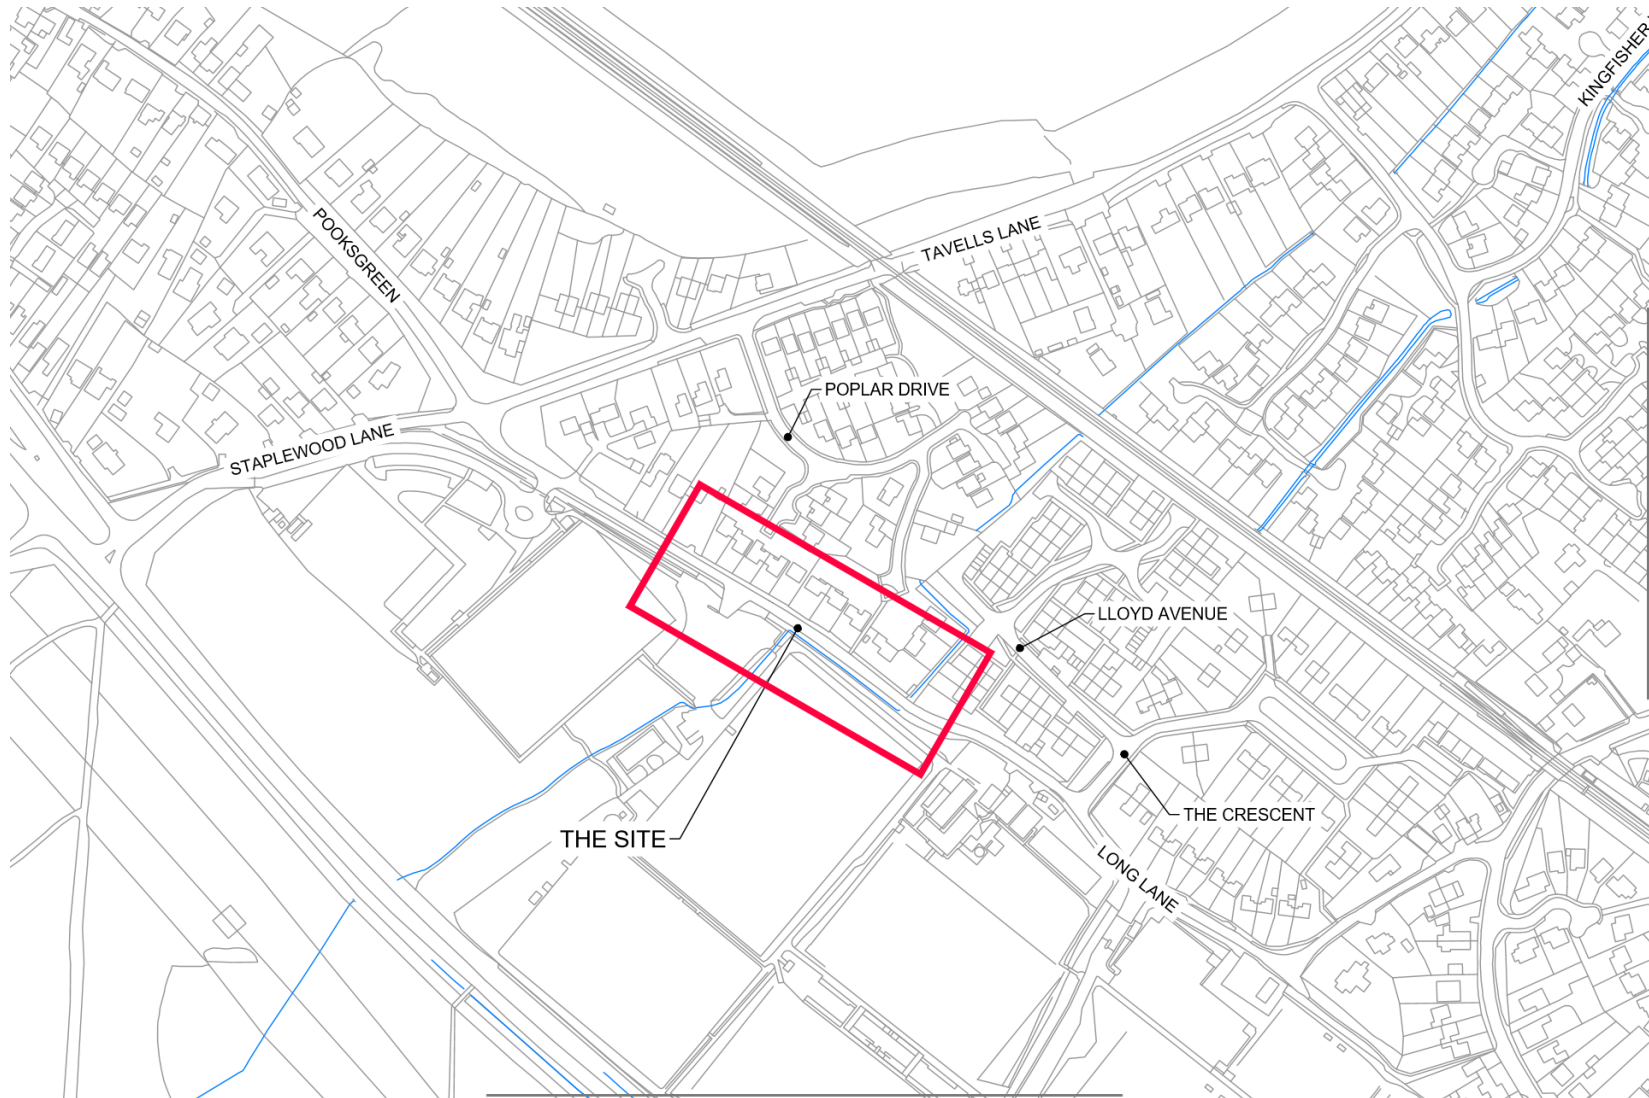 KINGFISHER
POOKSGREEN
TAVELLS LANE
POPLAR DRIVE
STAPLEWOOD LANE
LLOYD AVENUE
THE CRESCENT
THE SITE
LONG LANE